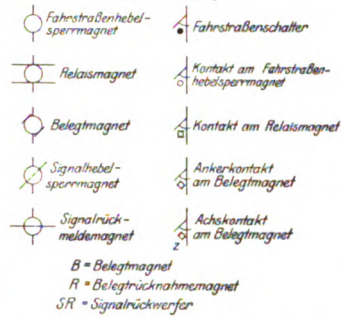 Fahrstraßenhebel-
sperrmagnet
Relaismagnet
Belegtmagnet
Signalhebel-
sperrmagnet
Signalrück-
meldemagnet
Fahrstraßenschalter
Kontakt am Fahrstraßen-
hebelsperrmagnet
Kontakt am Relaismagnet
Ankerkontakt
am Belegtmagnet
Achskontakt
am Belegtmagnet
z
B = Belegtmagnet
R = Belegtrücknahmemagnet
SR = Signalrückwerfer